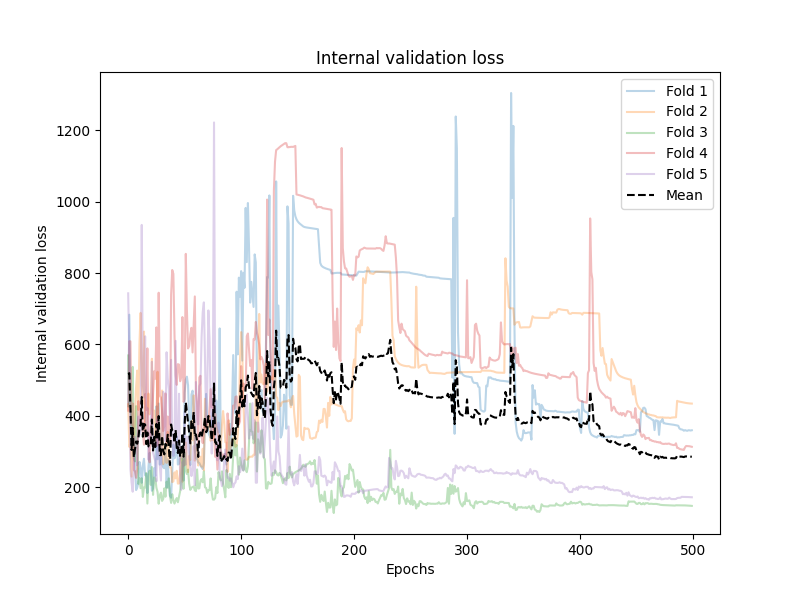 Internal validation loss
Fold 1
Fold 2
Fold 3
Fold 4
Fold 5
Mean
Internal validation loss
1200
1000
800
600
400
200
0
100
200
300
400
500
Epochs